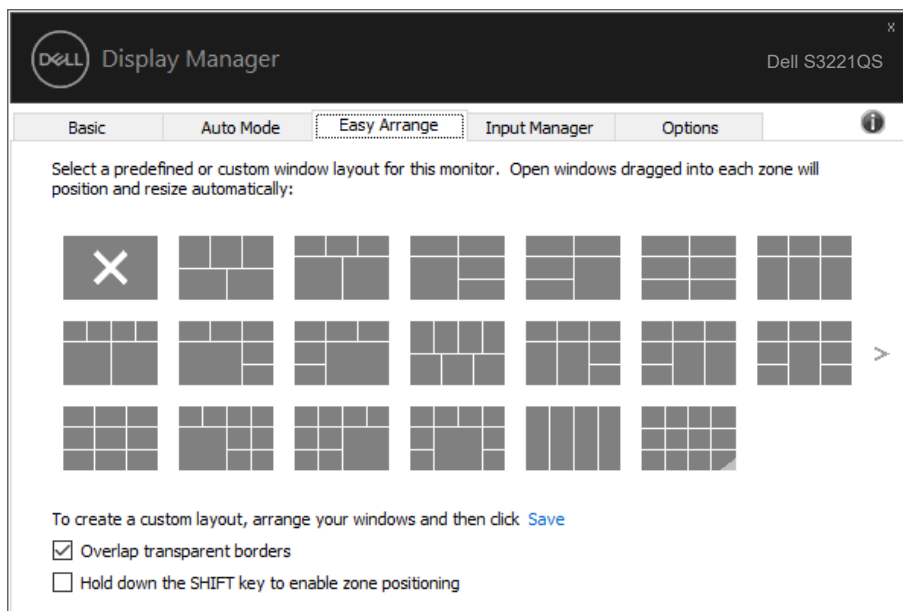 x
DELL Display Manager
Dell S3221QS
Basic Auto Mode Easy Arrange Input Manager Options
Select a predefined or custom window layout for this monitor. Open windows dragged into each zone will
position and resize automatically:
>
To create a custom layout, arrange your windows and then click Save
Overlap transparent borders
Hold down the SHIFT key to enable zone positioning